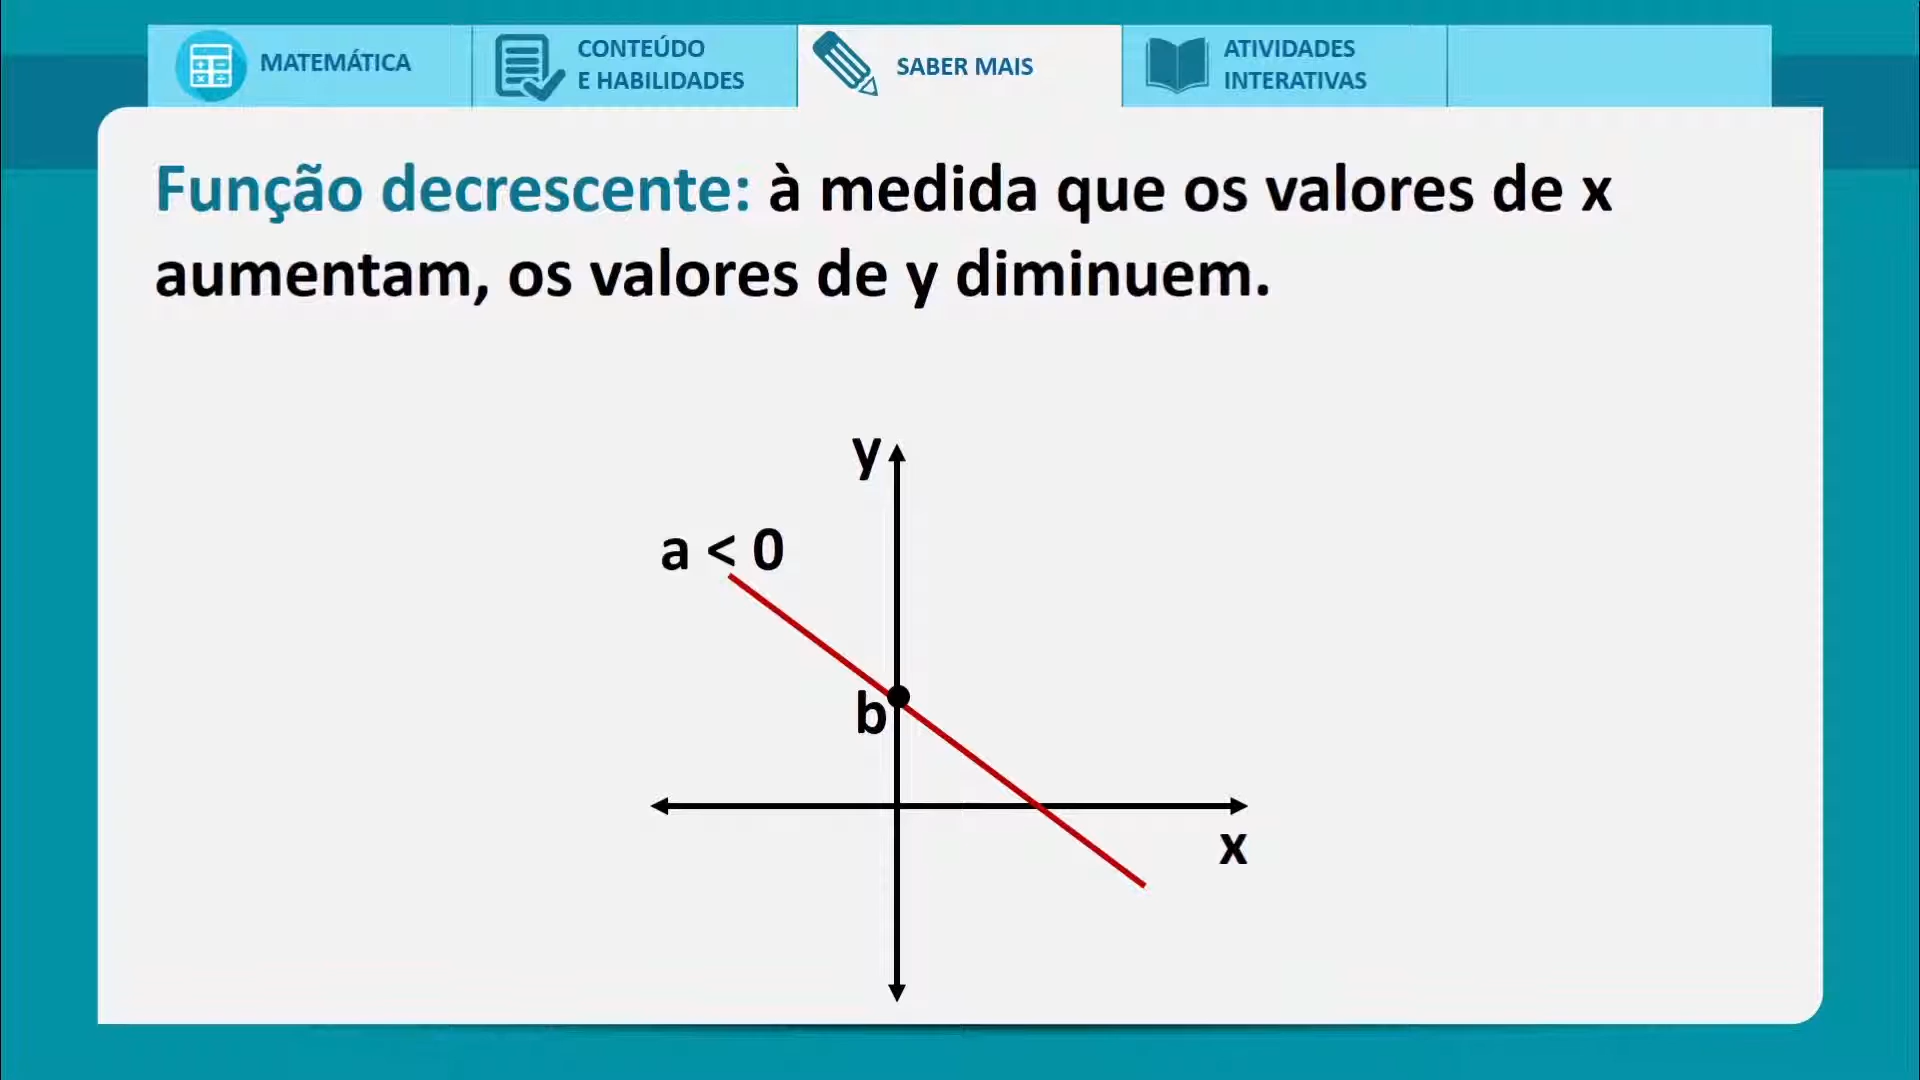 MATEMÁTICA
CONTEÚDO
E HABILIDADES
SABER MAIS
ATIVIDADES
INTERATIVAS
Função decrescente: à medida que os valores de x
aumentam, os valores de y diminuem.
y
a < 0
b
x